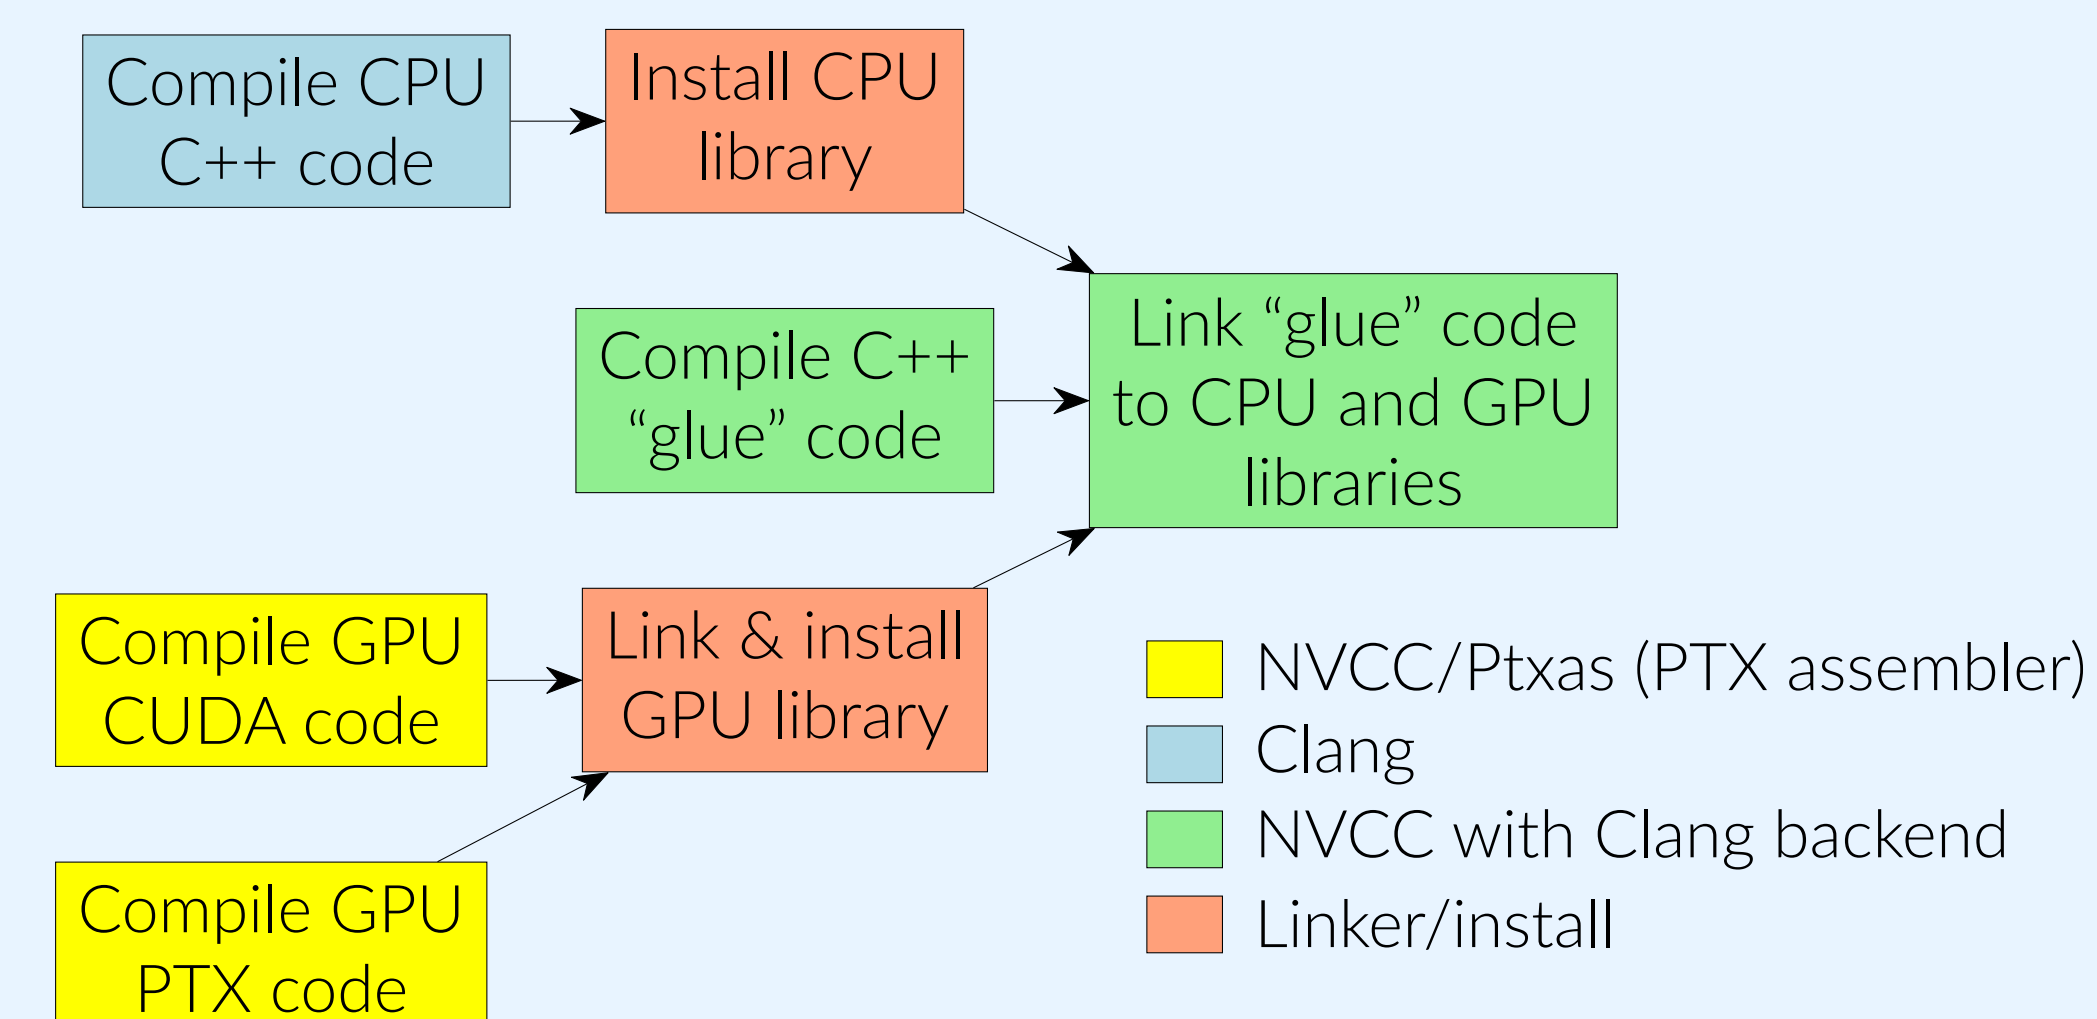 Compile CPU
C++ code
Install CPU
library
Compile C++
“glue” code
Link “glue” code
to CPU and GPU
libraries
Compile GPU
CUDA code
Link & install
GPU library
Compile GPU
PTX code
NVCC/Ptxas (PTX assembler)
Clang
NVCC with Clang backend
Linker/install